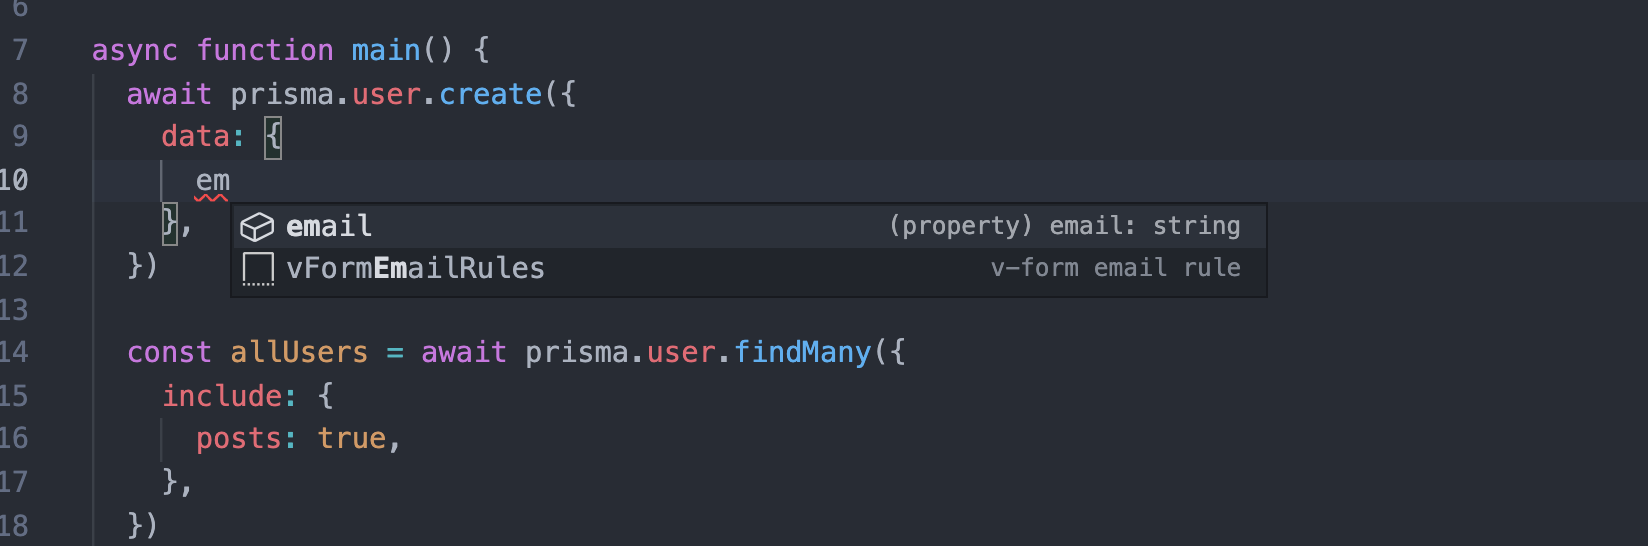 6
7 async function main() {
8 await prisma.user.create({
9 data: {
10 em
11 },
email (property) email: string
12 })
vFormEmailRules v-form email rule
13
14 const allUsers = await prisma.user.findMany({
15 include: {
16 posts: true,
17 },
18 })